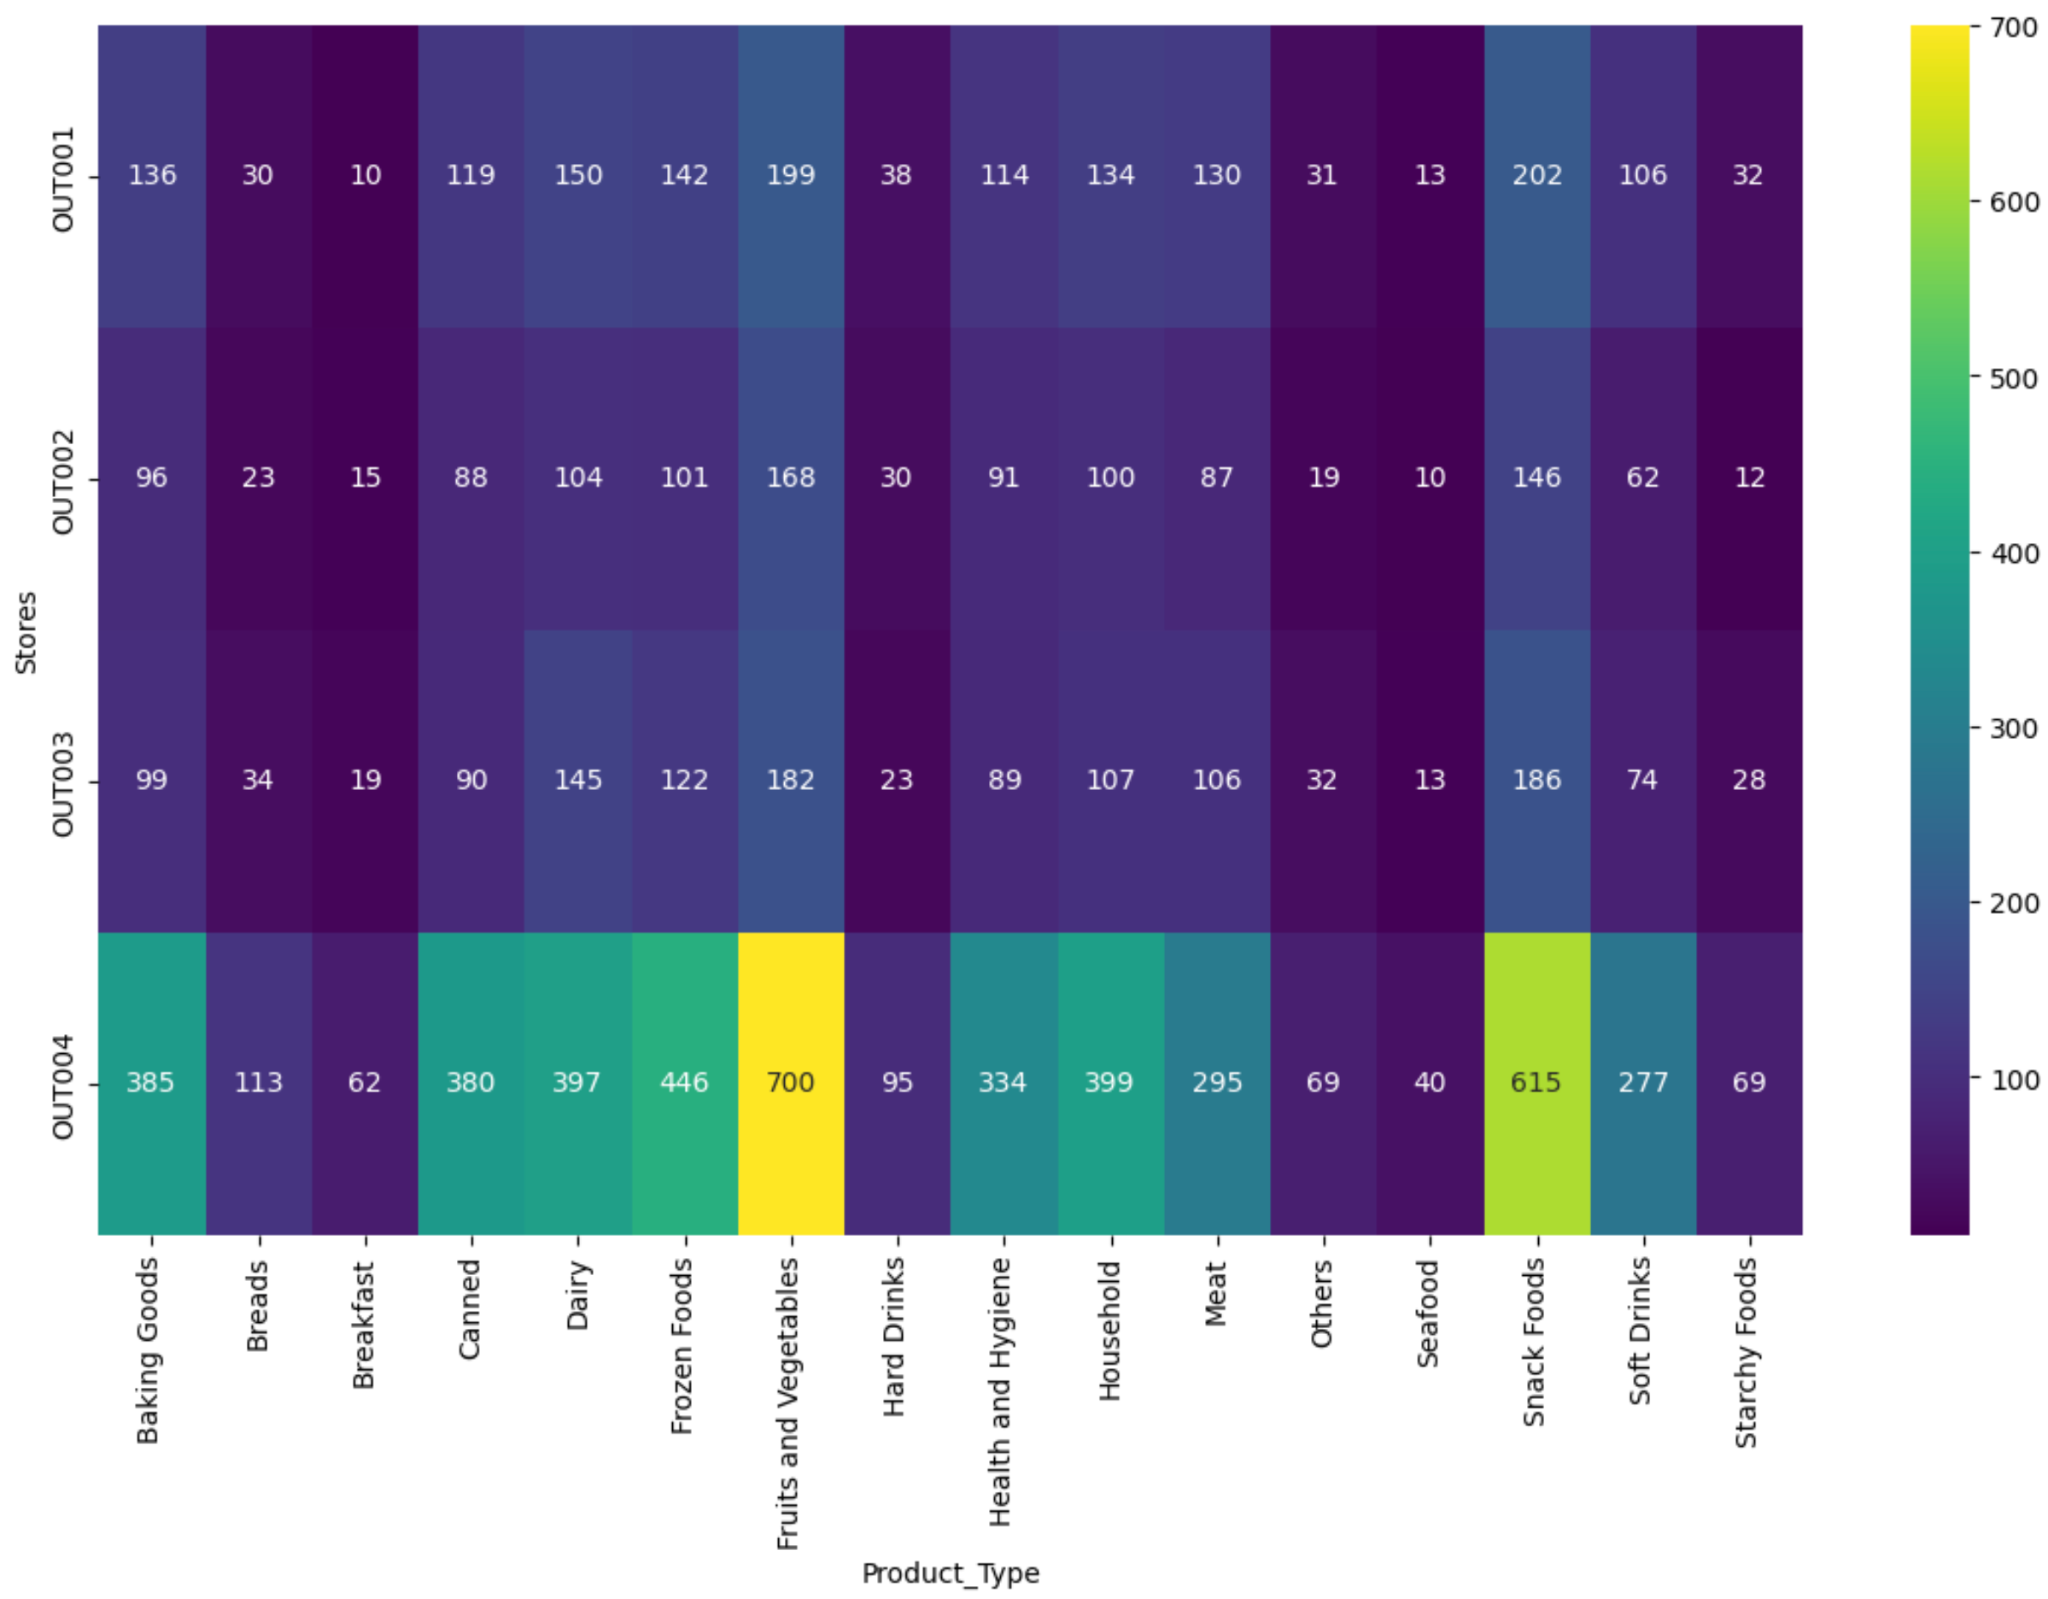 700
OUT001 136 30 10 119 150 142 199 38 114 134 130 31 13 202 106 32
600
500
OUT002 96 23 15 88 104 101 168 30 91 100 87 19 10 146 62 12
400
Stores
300
OUT003 99 34 19 90 145 122 182 23 89 107 106 32 13 186 74 28
200
OUT004 385 113 62 380 397 446 700 95 334 399 295 69 40 615 277 69
100
Baking Goods
Breads
Breakfast
Canned
Dairy
Frozen Foods
Fruits and Vegetables
Hard Drinks
Health and Hygiene
Household
Meat
Others
Seafood
Snack Foods
Soft Drinks
Starchy Foods
Product_Type